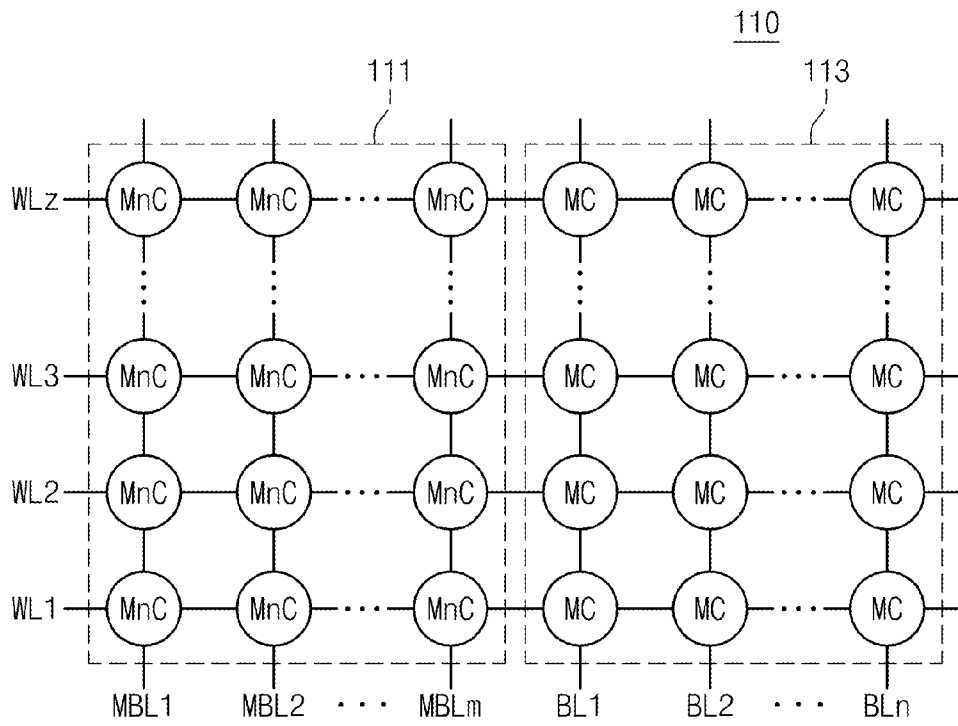 110
111 113
WLz MnC MnC ··· MnC MC MC ··· MC
WL3 MnC MnC ··· MnC MC MC ··· MC
WL2 MnC MnC ··· MnC MC MC ··· MC
WL1 MnC MnC ··· MnC MC MC ··· MC
MBL1 MBL2 ··· MBLm BL1 BL2 ··· BLn